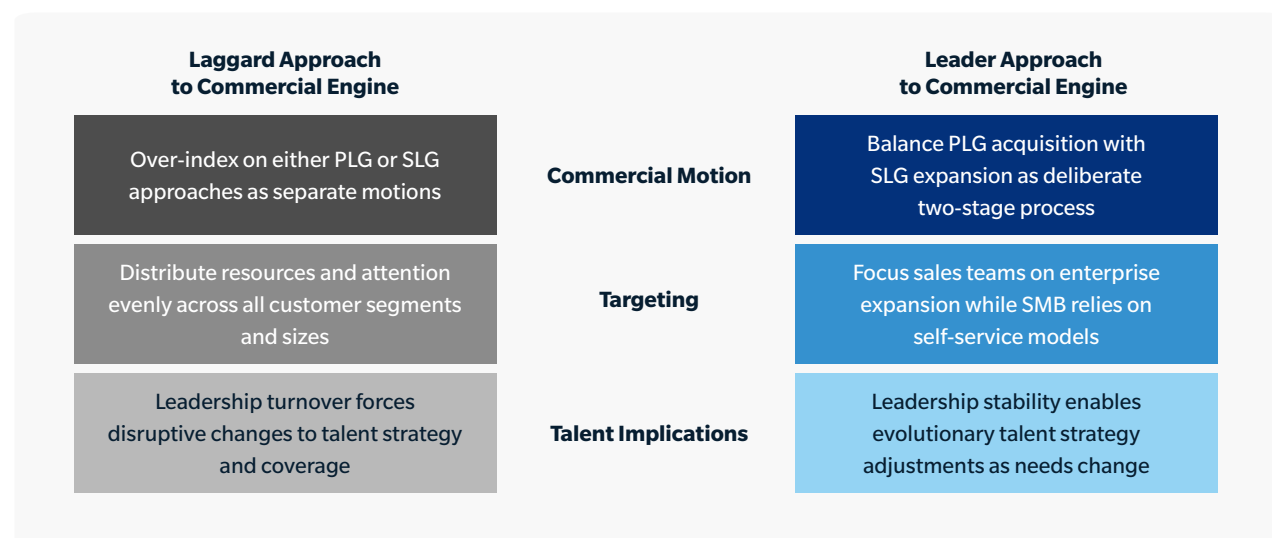 Laggard Approach
to Commercial Engine
Leader Approach
to Commercial Engine
Over-index on either PLG or SLG
approaches as separate motions
Commercial Motion
Balance PLG acquisition with
SLG expansion as deliberate
two-stage process
Distribute resources and attention
evenly across all customer segments
and sizes
Targeting
Focus sales teams on enterprise
expansion while SMB relies on
self-service models
Leadership turnover forces
disruptive changes to talent strategy
and coverage
Talent Implications
Leadership stability enables
evolutionary talent strategy
adjustments as needs change